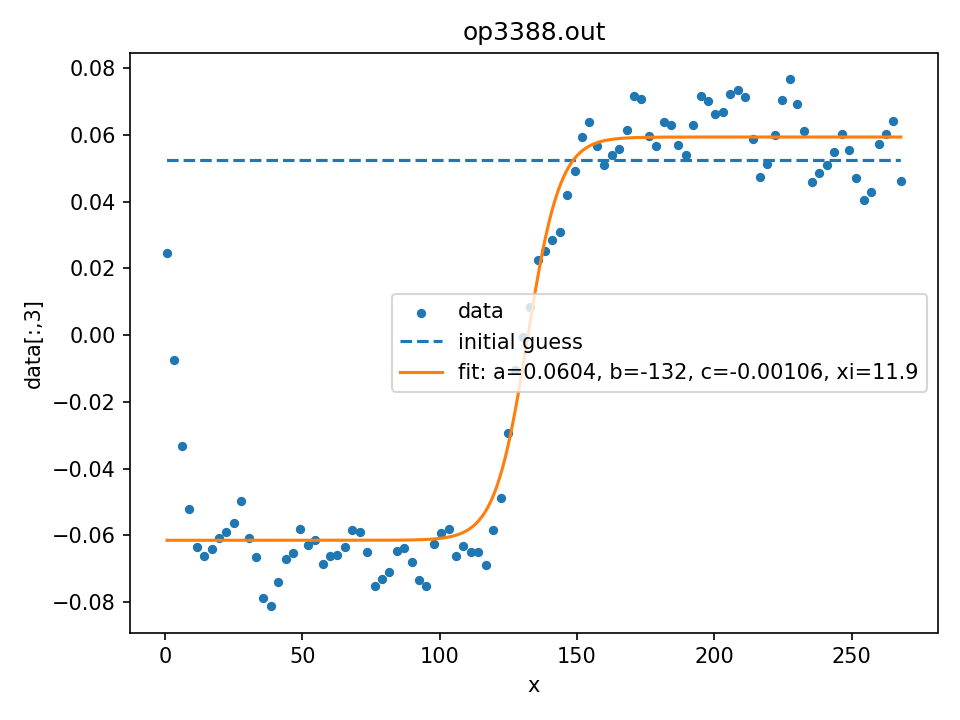 op3388.out
0.08
0.06
0.04
0.02
0.00
−0.02
−0.04
−0.06
−0.08
data[:,3]
data
initial guess
fit: a=0.0604, b=-132, c=-0.00106, xi=11.9
0 50 100 150 200 250
x